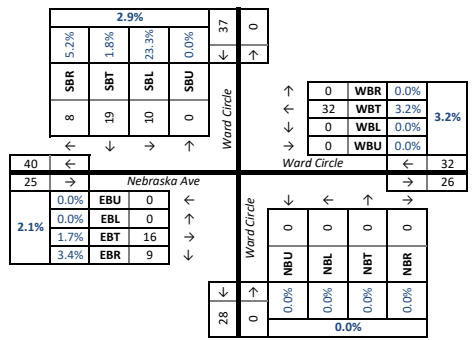 2.9%
37 0
5.2% 1.8% 23.3% 0.0%
↓ ↑
SBR SBT SBL SBU
Ward Circle
8 19 10 0
← ↓ → ↑
↑ 0 WBR 0.0%
← 32 WBT 3.2%
3.2%
↓ 0 WBL 0.0%
→ 0 WBU 0.0%
40 ← Ward Circle ← 32
25 → Nebraska Ave → 26
2.1%
0.0% EBU 0 ←
0.0% EBL 0 ↑
1.7% EBT 16 →
3.4% EBR 9 ↓
Ward Circle
↓ ← ↑ →
0 0 0 0
NBU NBL NBT NBR
↓ ↑
0.0% 0.0% 0.0% 0.0%
28 0
0.0%